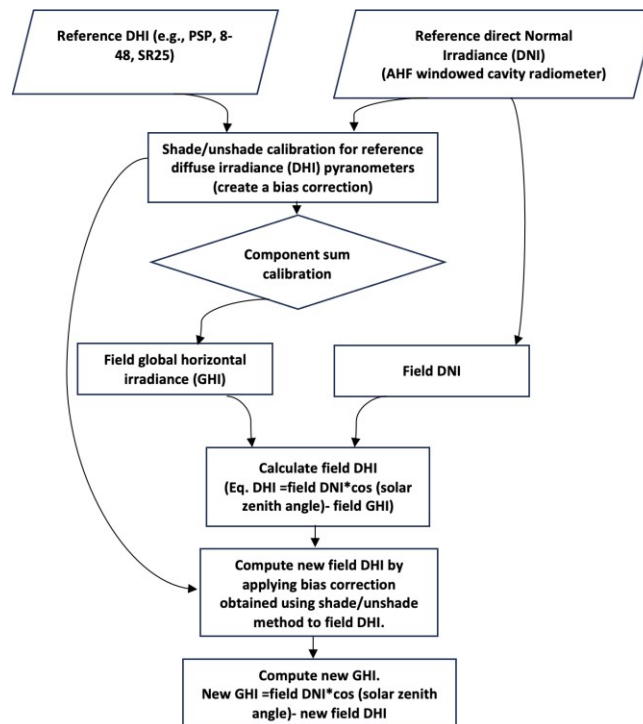 Reference DHI (e.g., PSP, 8-
48, SR25)
Reference direct Normal
Irradiance (DNI)
(AHF windowed cavity radiometer)
Shade/unshade calibration for reference
diffuse irradiance (DHI) pyranometers
(create a bias correction)
Component sum
calibration
Field global horizontal
irradiance (GHI)
Field DNI
Calculate field DHI
(Eq. DHI =field DNI*cos (solar
zenith angle)- field GHI)
Compute new field DHI by
applying bias correction
obtained using shade/unshade
method to field DHI.
Compute new GHI.
New GHI =field DNI*cos (solar zenith
angle)- new field DHI